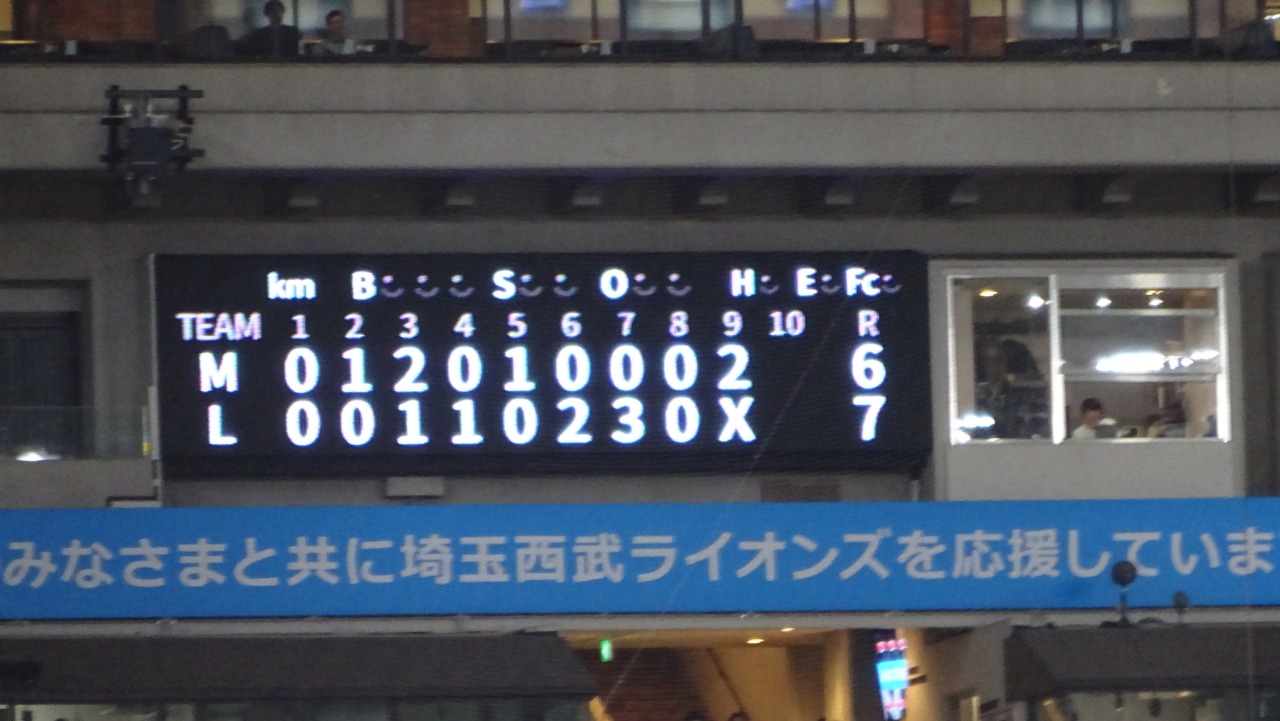 km B S O H E Fc
TEAM 1 2 3 4 5 6 7 8 9 10 R
M 0 1 2 0 1 0 0 0 2 6
L 0 0 1 1 0 2 3 0 X 7
みなさまと共に埼玉西武ライオンズを応援していま